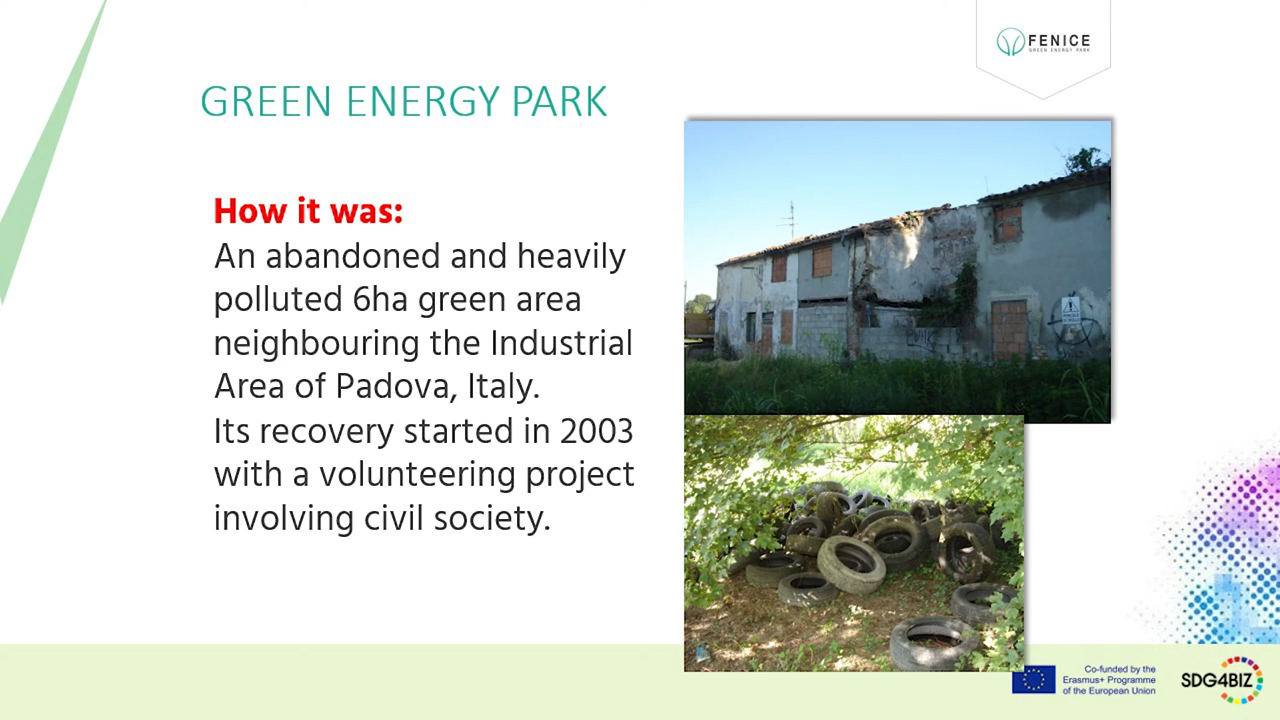 FENICE
GREEN ENERGY PARK
GREEN ENERGY PARK
How it was:
An abandoned and heavily
polluted 6ha green area
neighbouring the Industrial
Area of Padova, Italy.
Its recovery started in 2003
with a volunteering project
involving civil society.
Co-funded by the
Erasmus+ Programme
of the European Union
SDG4BIZ